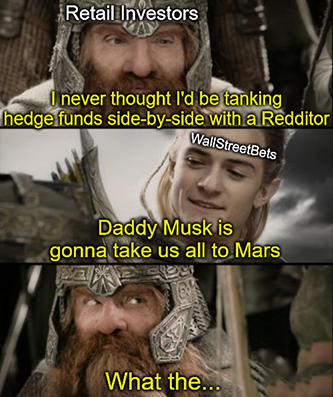 Retail Investors
I never thought I'd be tanking
hedge funds side-by-side with a Redditor
WallStreetBets
Daddy Musk is
gonna take us all to Mars
What the...